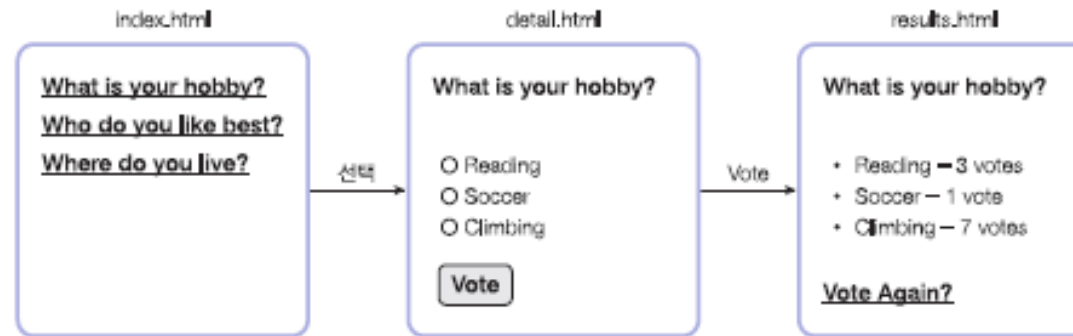 index.html
What is your hobby?
Who do you like best?
Where do you live?
선택
detail.html
What is your hobby?
Reading
Soccer
Climbing
Vote
Vote
results.html
What is your hobby?
• Reading – 3 votes
• Soccer – 1 vote
• Climbing – 7 votes
Vote Again?